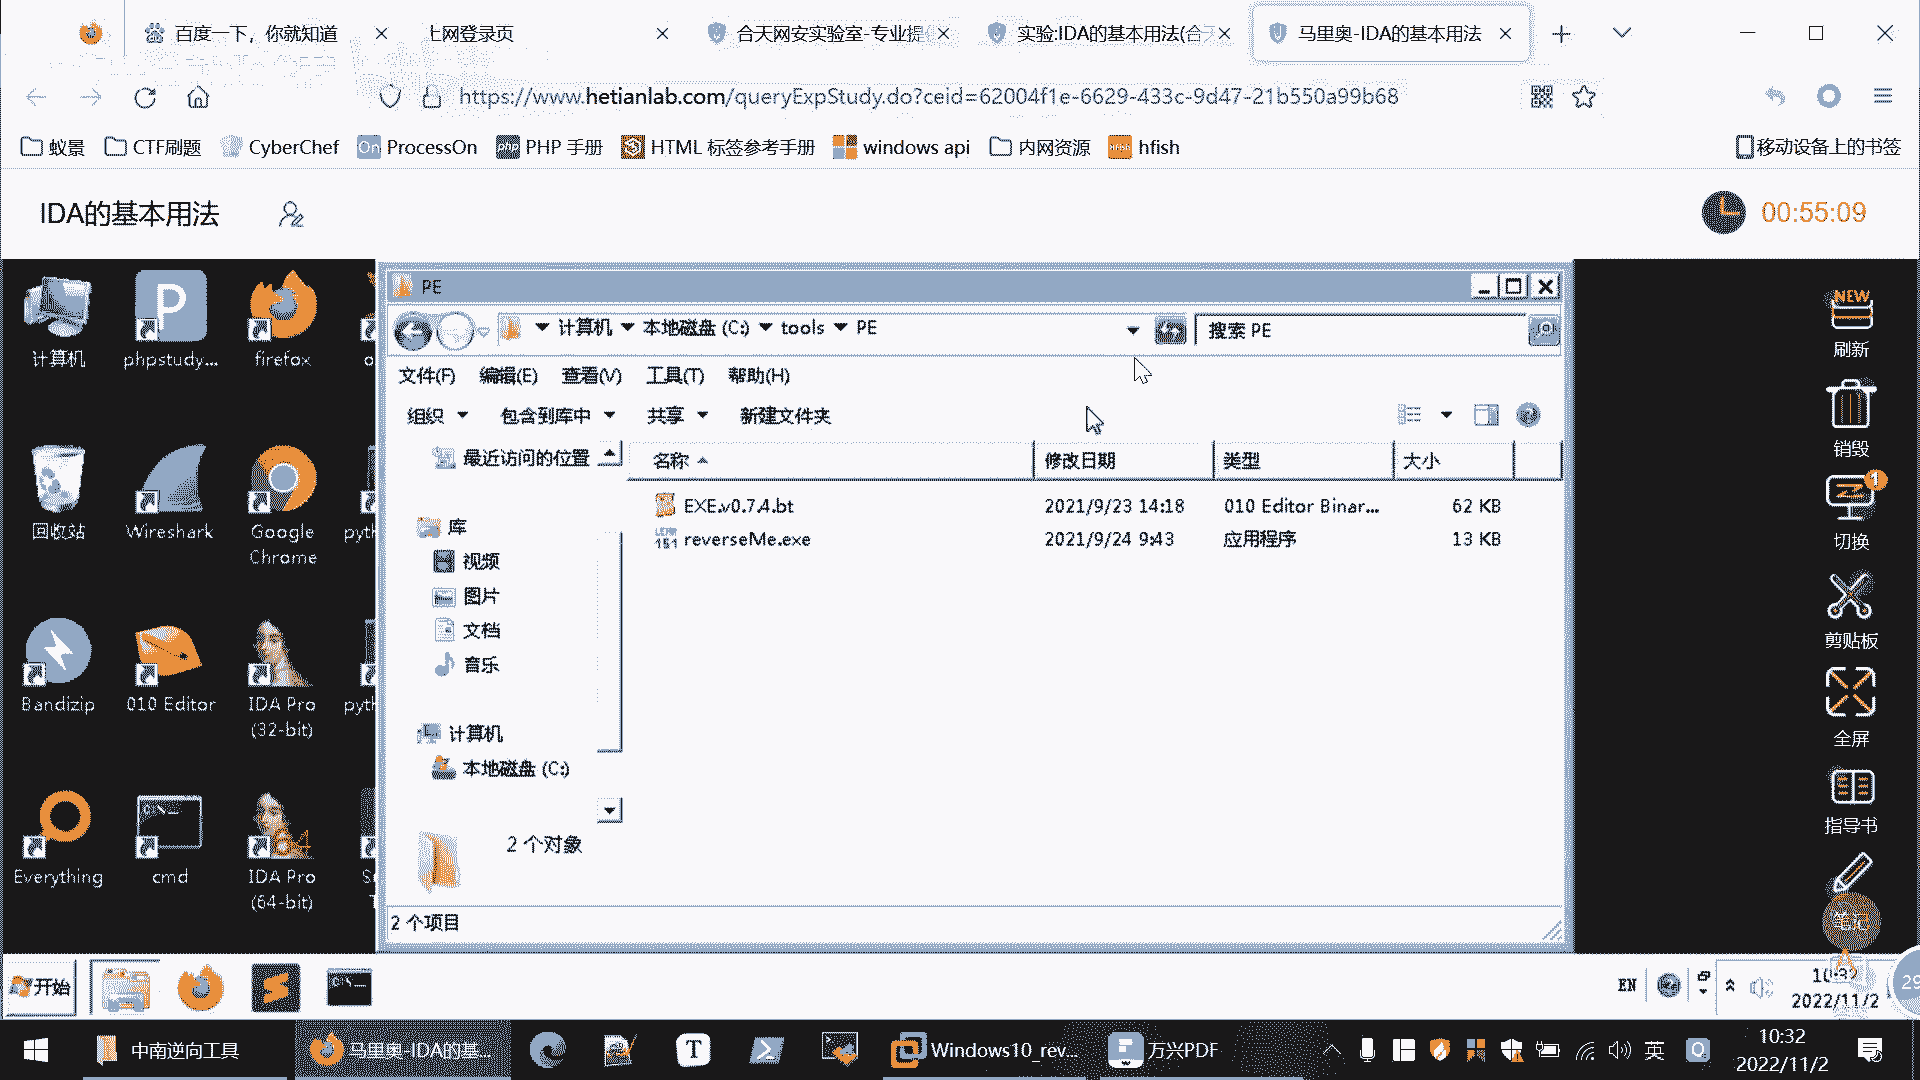 百度一下，你就知道
上网登录页
合天网安实验室-专业提
实验:IDA的基本用法(合
马里奥-IDA的基本用法
https://www.hetianlab.com/queryExpStudy.do?ceid=62004f1e-6629-433c-9d47-21b550a99b68
蚁景 CTF刷题 CyberChef ProcessOn PHP 手册 HTML 标签参考手册 windows api 内网资源 hfish 移动设备上的书签
IDA的基本用法
00:55:09
PE
计算机 本地磁盘 (C:) tools PE
搜索 PE
文件(F) 编辑(E) 查看(V) 工具(T) 帮助(H)
组织 包含到库中 共享 新建文件夹
名称 修改日期 类型 大小
EXE.v0.7.4.bt 2021/9/23 14:18 010 Editor Binar... 62 KB
reverseMe.exe 2021/9/24 9:43 应用程序 13 KB
最近访问的位置
库
视频
图片
文档
音乐
计算机
本地磁盘 (C:)
2 个对象
2 个项目
计算机
phpstudy...
firefox
回收站
Wireshark
Google
Chrome
Bandizip
010 Editor
IDA Pro
(32-bit)
Everything
cmd
IDA Pro
(64-bit)
NEW
刷新
销毁
1
切换
剪贴板
全屏
指导书
笔记
开始
EN
10:32
2022/11/2
29
中南逆向工具
马里奥-IDA的基...
Windows10_rev...
万兴PDF
英
10:32
2022/11/2